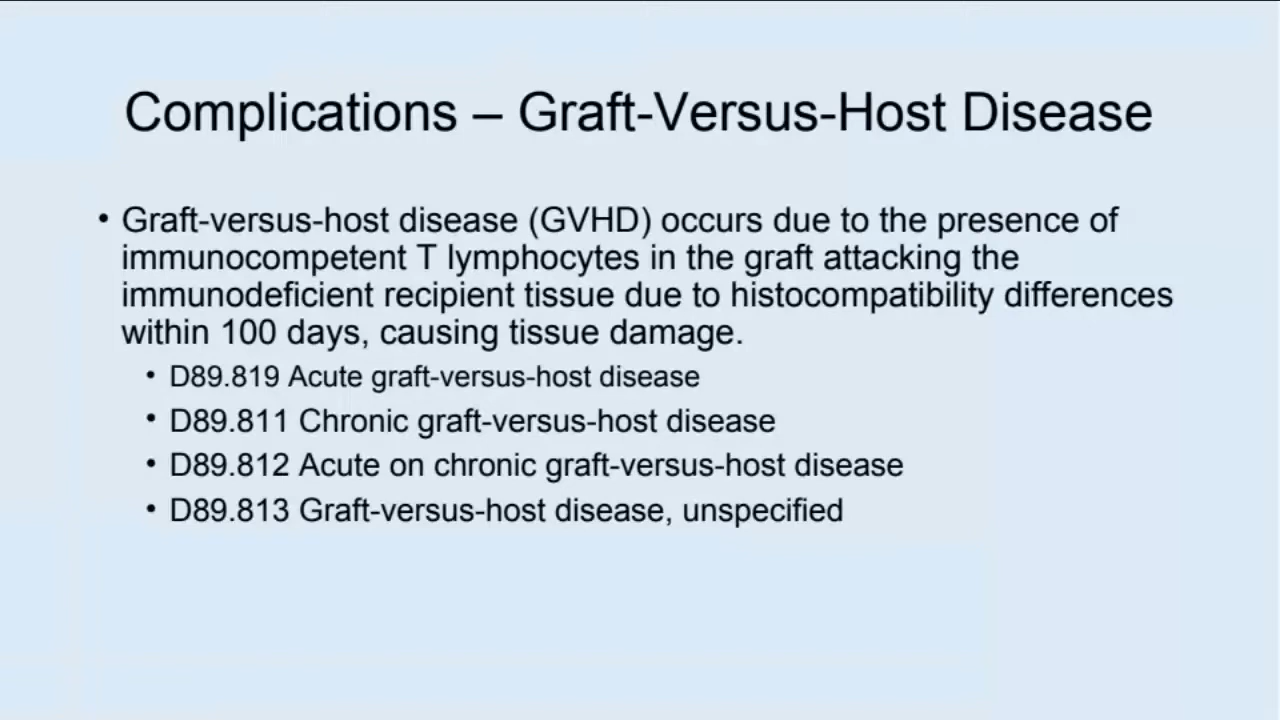 Complications – Graft-Versus-Host Disease
• Graft-versus-host disease (GVHD) occurs due to the presence of
immunocompetent T lymphocytes in the graft attacking the
immunodeficient recipient tissue due to histocompatibility differences
within 100 days, causing tissue damage.
• D89.819 Acute graft-versus-host disease
• D89.811 Chronic graft-versus-host disease
• D89.812 Acute on chronic graft-versus-host disease
• D89.813 Graft-versus-host disease, unspecified